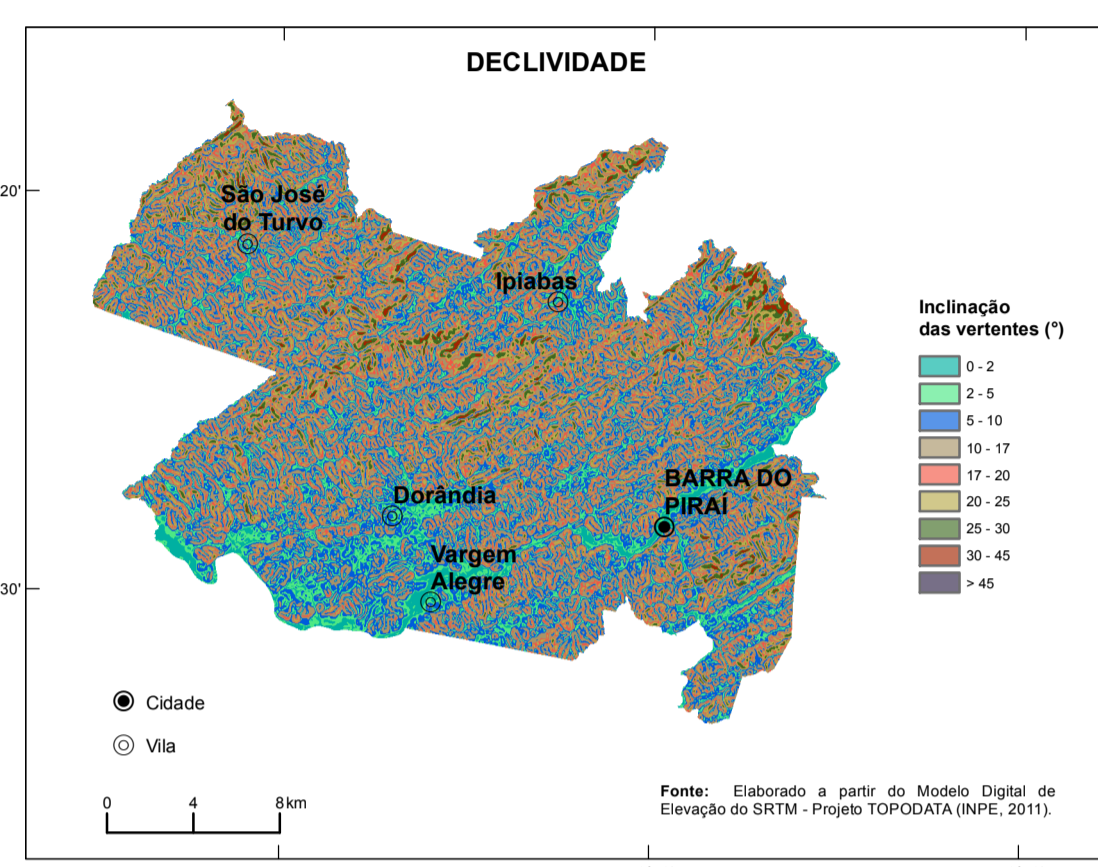 DECLIVIDADE
20'
São José
do Turvo
Ipiabas
Inclinação
das vertentes (°)
0 - 2
2 - 5
5 - 10
10 - 17
17 - 20
20 - 25
25 - 30
30 - 45
> 45
BARRA DO
PIRAÍ
Dorândia
Vargem
Alegre
30'
Cidade
Vila
0 4 8 km
Fonte: Elaborado a partir do Modelo Digital de
Elevação do SRTM - Projeto TOPODATA (INPE, 2011).